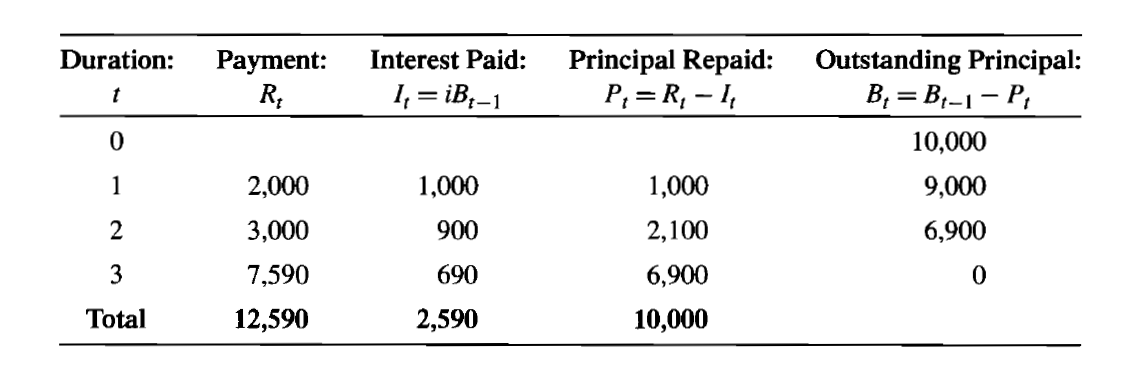 Duration: Payment: Interest Paid: Principal Repaid: Outstanding Principal:
t R_t I_t = iB_{t−1} P_t = R_t − I_t B_t = B_{t−1} − P_t
0 10,000
1 2,000 1,000 1,000 9,000
2 3,000 900 2,100 6,900
3 7,590 690 6,900 0
Total 12,590 2,590 10,000